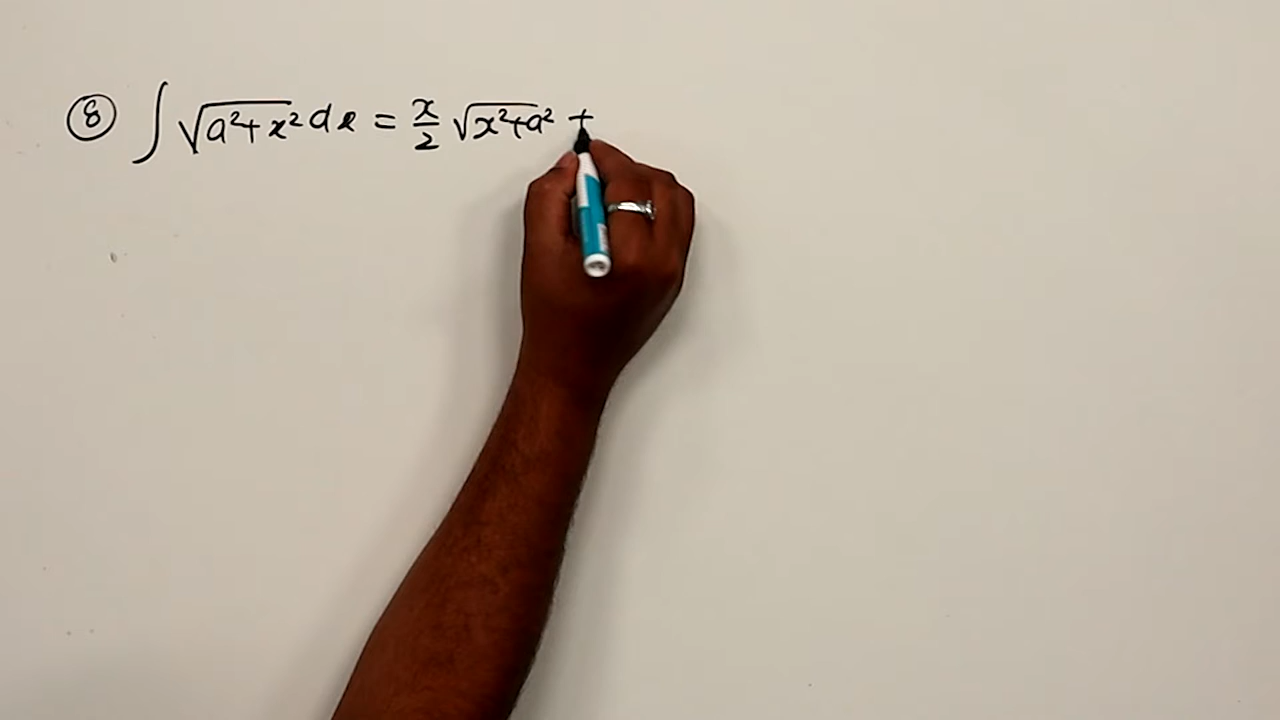 ⑧ ∫ √(a²+x²) dx = x/2 √(x²+a²) +